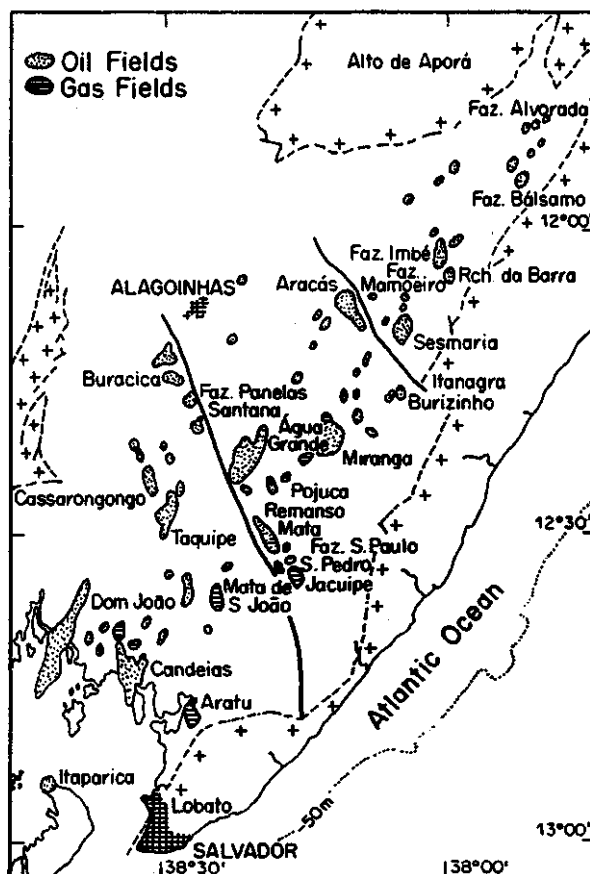 Oil Fields
Gas Fields
Alto de Aporá
Faz. Alvorada
Faz. Bálsamo
12°00'
Faz. Imbé
Faz.
Mamoeiro
Rch. da Barra
ALAGOINHAS
Aracás
Sesmaria
Itanagra
Buracica
Faz. Panelas
Santana
Burizinho
Água
Grande
Miranga
Cassarongongo
Pojuca
Remanso
Mata
Taquipe
12°30'
Faz. S. Paulo
S. Pedro
Jacuipe
Mata de
S. João
Dom João
Candeias
Atlantic Ocean
Aratu
Itaparica
Lobato
50m
SALVADOR
13°00'
138°30'
138°00'